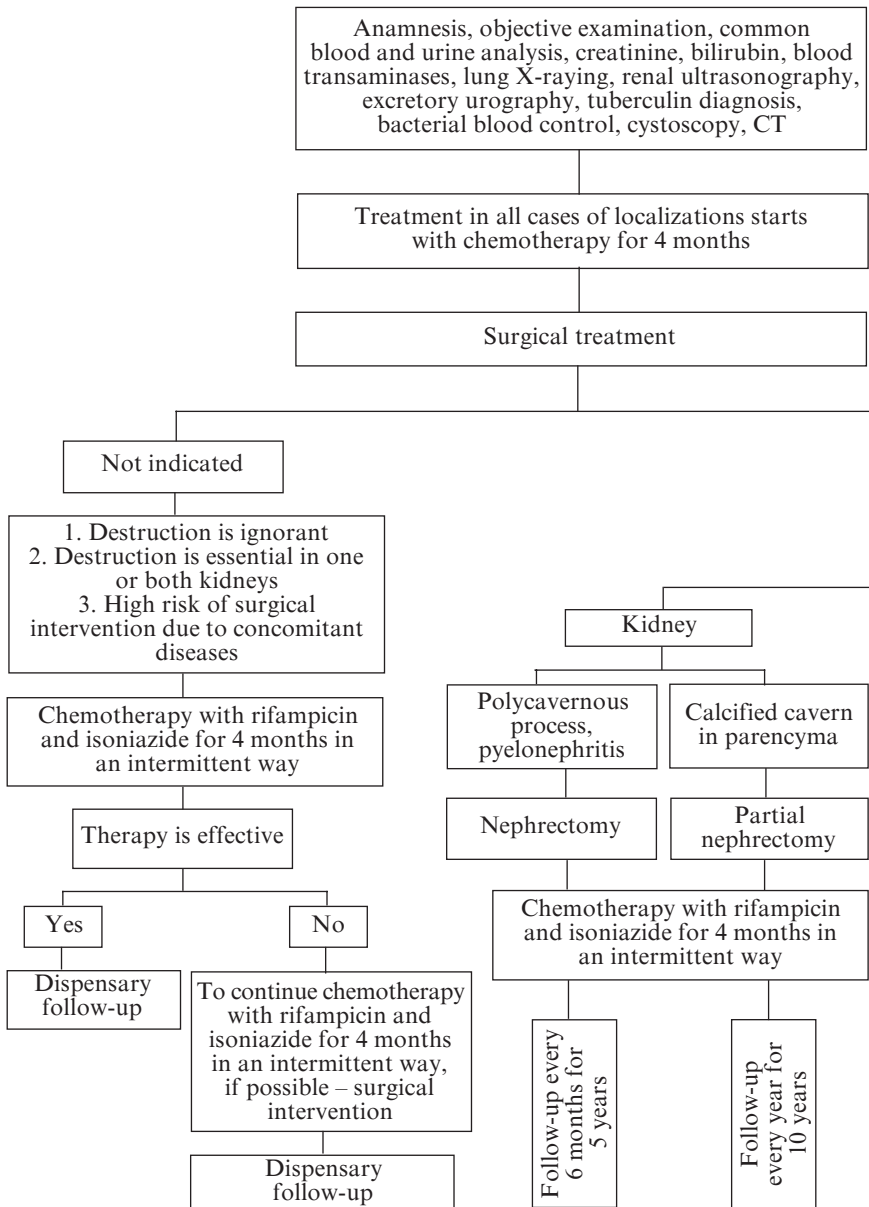 Anamnesis, objective examination, common
blood and urine analysis, creatinine, bilirubin, blood
transaminases, lung X-raying, renal ultrasonography,
excretory urography, tuberculin diagnosis,
bacterial blood control, cystoscopy, CT
Treatment in all cases of localizations starts
with chemotherapy for 4 months
Surgical treatment
Not indicated
1. Destruction is ignorant
2. Destruction is essential in one
or both kidneys
3. High risk of surgical
intervention due to concomitant
diseases
Chemotherapy with rifampicin
and isoniazide for 4 months in
an intermittent way
Therapy is effective
Yes
No
Dispensary
follow-up
To continue chemotherapy
with rifampicin and
isoniazide for 4 months
in an intermittent way,
if possible – surgical
intervention
Dispensary
follow-up
Kidney
Polycavernous
process,
pyelonephritis
Calcified cavern
in parencyma
Nephrectomy
Partial
nephrectomy
Chemotherapy with rifampicin
and isoniazide for 4 months in
an intermittent way
Follow-up every
6 months for
5 years
Follow-up
every year for
10 years